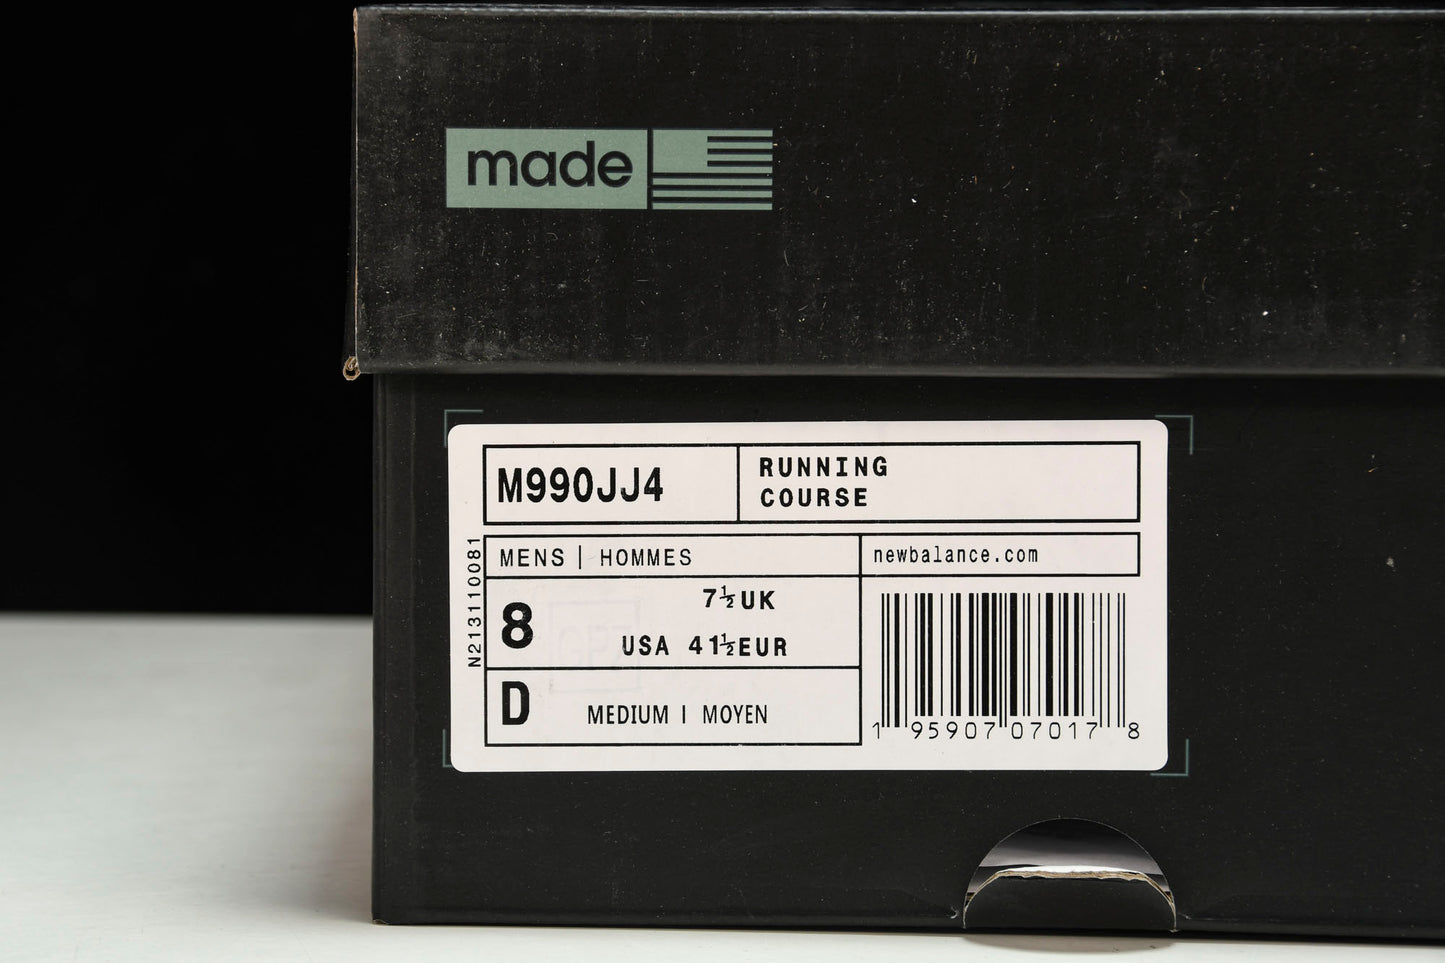 made
M990JJ4
RUNNING
COURSE
MENS | HOMMES
newbalance.com
8
7½UK
USA 41½EUR
D
MEDIUM | MOYEN
N213110081
1 95907 07017 8